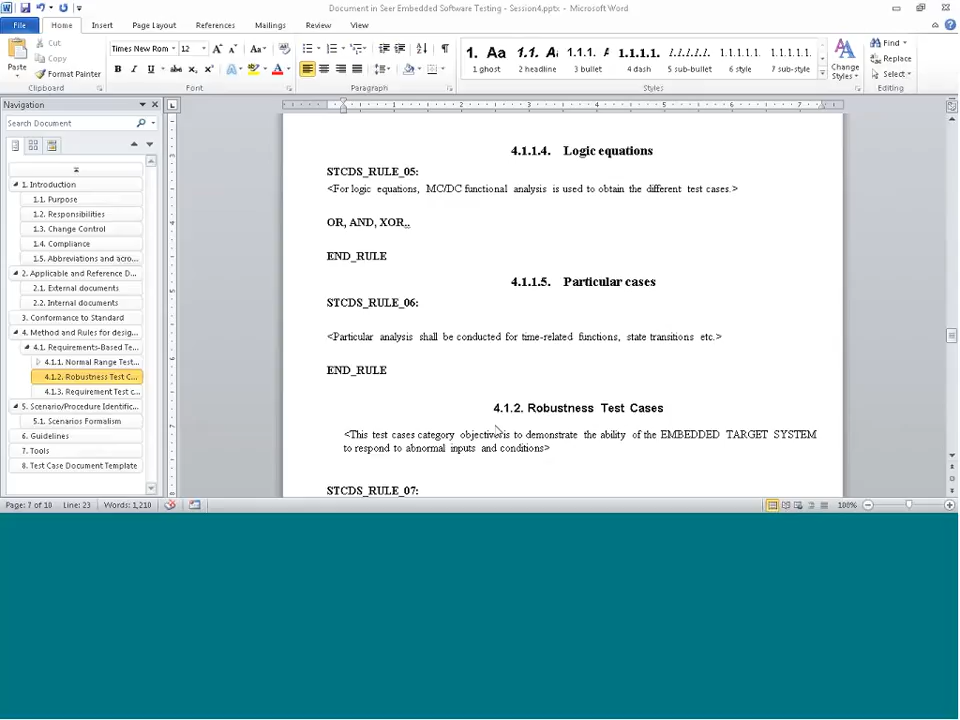 Document in Seer Embedded Software Testing - Session4.pptx - Microsoft Word
File Home Insert Page Layout References Mailings Review View
Paste
Cut
Copy
Format Painter
Clipboard
Times New Rom 12
Font
Paragraph
1. Aa 1 ghost
2 headline
1.1.1. 3 bullet
1.1.1.1. 4 dash
5 sub-bullet
1.1.1.1.1. 6 style
1.1.1.1.1. 7 sub-style
Styles
Change Styles
Find
Replace
Select
Editing
Navigation
Search Document
1. Introduction
1.1. Purpose
1.2. Responsibilities
1.3. Change Control
1.4. Compliance
1.5. Abbreviations and acro...
2. Applicable and Reference D...
2.1. External documents
2.2. Internal documents
3. Conformance to Standard
4. Method and Rules for desig...
4.1. Requirements-Based Te...
4.1.1. Normal Range Test...
4.1.2. Robustness Test C...
4.1.3. Requirement Test c...
5. Scenario/Procedure Identific...
5.1. Scenarios Formalism
6. Guidelines
7. Tools
8. Test Case Document Template
4.1.1.4. Logic equations
STCDS_RULE_05:
<For logic equations, MC/DC functional analysis is used to obtain the different test cases.>
OR, AND, XOR,..
END_RULE
4.1.1.5. Particular cases
STCDS_RULE_06:
<Particular analysis shall be conducted for time-related functions, state transitions etc.>
END_RULE
4.1.2. Robustness Test Cases
<This test cases category objective is to demonstrate the ability of the EMBEDDED TARGET SYSTEM
to respond to abnormal inputs and conditions>
STCDS_RULE_07:
Page: 7 of 10 Line: 23 Words: 1,210 100%